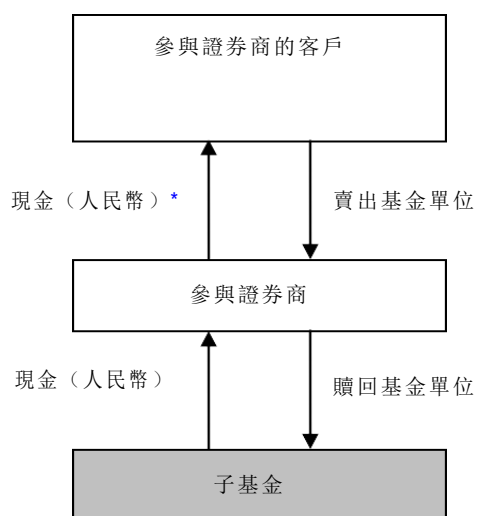 參與證券商的客戶
現金（人民幣）*
賣出基金單位
參與證券商
現金（人民幣）
贖回基金單位
子基金